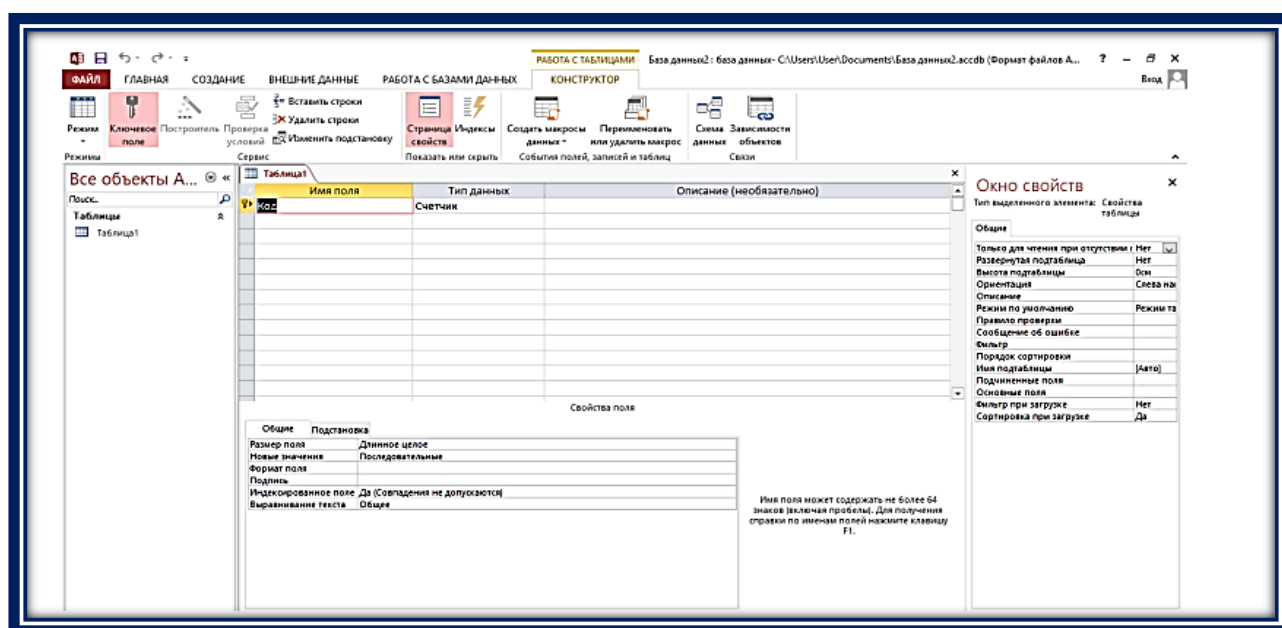 РАБОТА С ТАБЛИЦАМИ База данных2 : база данных- C:\Users\User\Documents\База данных2.accdb (Формат файлов A... ?
ФАЙЛ ГЛАВНАЯ СОЗДАНИЕ ВНЕШНИЕ ДАННЫЕ РАБОТА С БАЗАМИ ДАННЫХ КОНСТРУКТОР Вход
Режим Ключевое поле Построитель Проверка условий
Вставить строки
Удалить строки
Изменить подстановку
Страница свойств Индексы Создать макросы данных Переименовать или удалить макрос Схема данных Зависимости объектов
Режимы Сервис Показать или скрыть События полей, записей и таблиц Связи
Все объекты A...
Поиск...
Таблицы
Таблица1
Таблица1
Имя поля Тип данных Описание (необязательно)
Код Счетчик
Свойства поля
Общие Подстановка
Размер поля Длинное целое
Новые значения Последовательные
Формат поля
Подпись
Индексированное поле Да (Совпадения не допускаются)
Выравнивание текста Общее
Имя поля может содержать не более 64
знаков (включая пробелы). Для получения
справки по именам полей нажмите клавишу
F1.
Окно свойств
Тип выделенного элемента: Свойства
таблицы
Общие
Только для чтения при отсутствии г Нет
Развернутая подтаблица Нет
Высота подтаблицы 0см
Ориентация Слева нап
Описание
Режим по умолчанию Режим та
Правило проверки
Сообщение об ошибке
Фильтр
Порядок сортировки
Имя подтаблицы [Авто]
Подчиненные поля
Основные поля
Фильтр при загрузке Нет
Сортировка при загрузке Да